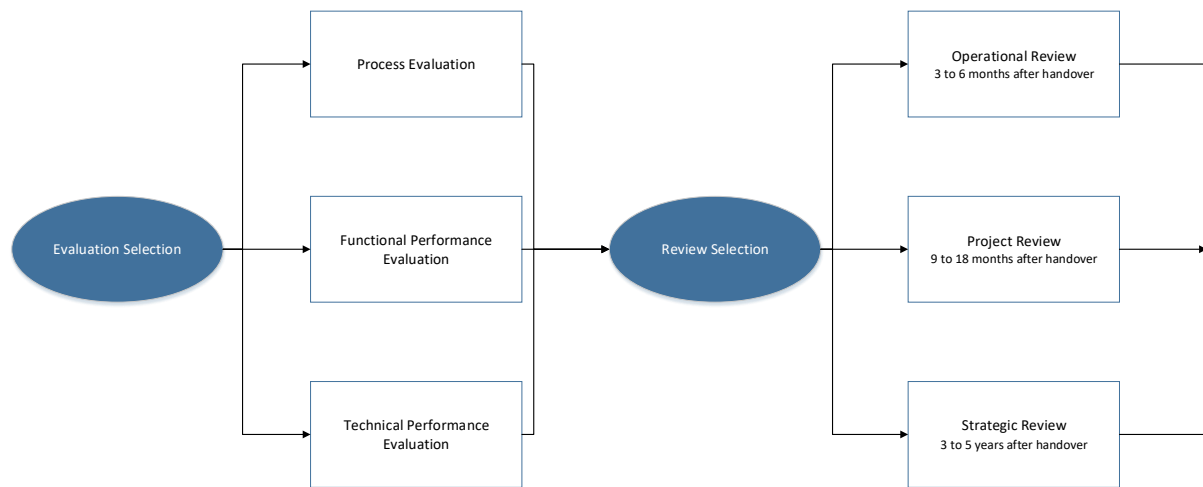 Evaluation Selection
Process Evaluation
Functional Performance
Evaluation
Technical Performance
Evaluation
Review Selection
Operational Review
3 to 6 months after handover
Project Review
9 to 18 months after handover
Strategic Review
3 to 5 years after handover